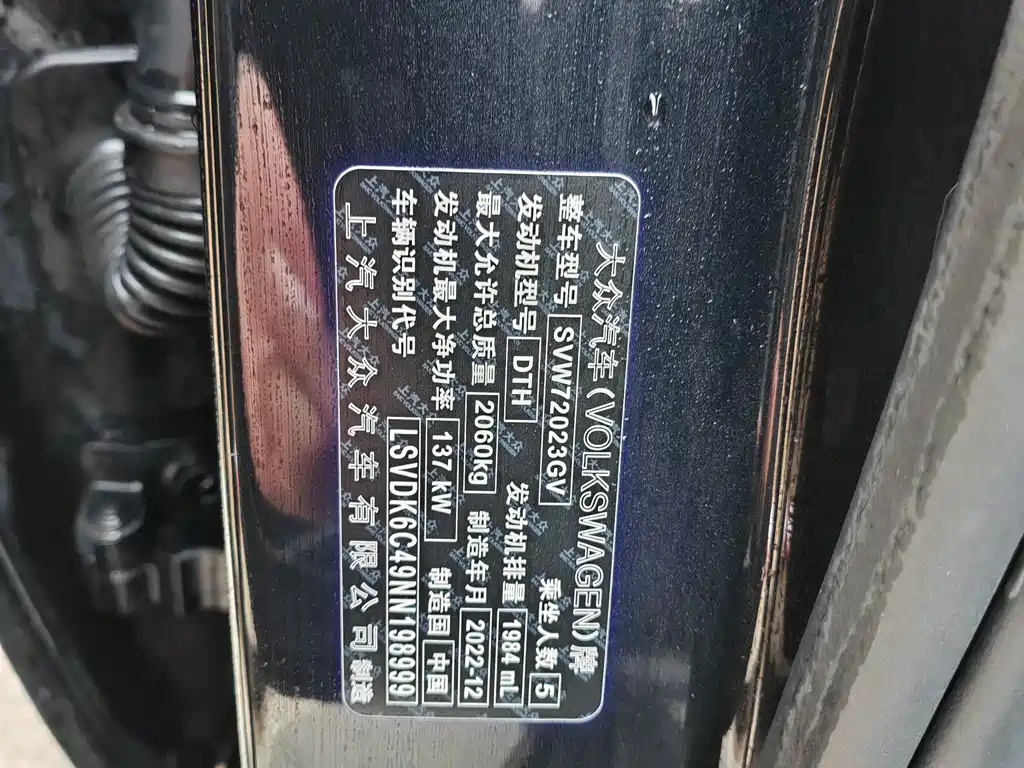 大众汽车(VOLKSWAGEN)牌
整车型号 SVW72023GV 乘坐人数 5
发动机型号 DTH 发动机排量 1984 mL
最大允许总质量 2060kg 制造年月 2022-12
发动机最大净功率 137 kW 制造国 中国
车辆识别代号 LSVDK6C49NN198999
上汽大众汽车有限公司 制造